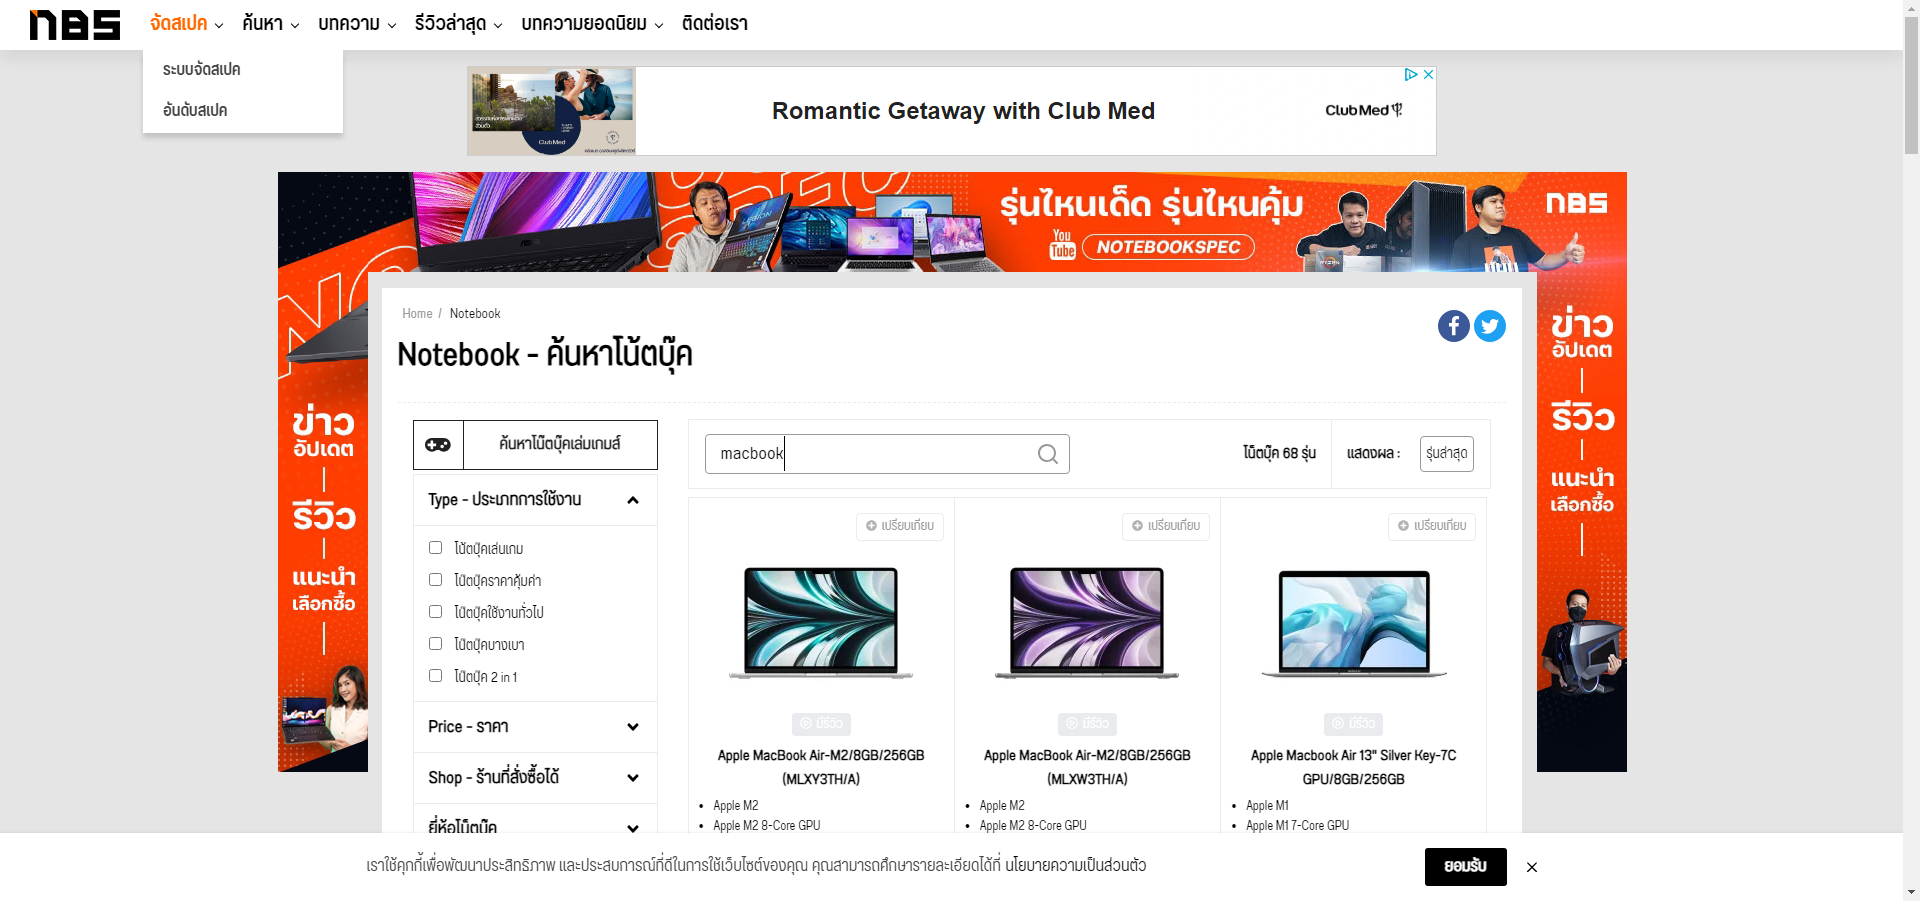 NBS
จัดสเปค
ค้นหา
บทความ
รีวิวล่าสุด
บทความยอดนิยม
ติดต่อเรา
ระบบจัดสเปค
อันดับสเปค
Club Med
Romantic Getaway with Club Med
Club Med
รุ่นไหนเด็ด รุ่นไหนคุ้ม
You Tube NOTEBOOKSPEC
NBS
LEGION
RYZEN
ข่าว
อัปเดต
รีวิว
แนะนำ
เลือกซื้อ
ข่าว
อัปเดต
รีวิว
แนะนำ
เลือกซื้อ
Home / Notebook
Notebook - ค้นหาโน้ตบุ๊ค
ค้นหาโน๊ตบุ๊คเล่มเกมส์
macbook
โน๊ตบุ๊ค 68 รุ่น
แสดงผล :
รุ่นล่าสุด
Type - ประเภทการใช้งาน
โน้ตบุ๊คเล่นเกม
โน๊ตบุ๊คราคาคุ้มค่า
โน๊ตบุ๊คใช้งานทั่วไป
โน๊ตบุ๊คบางเบา
โน๊ตบุ๊ค 2 in 1
Price - ราคา
Shop - ร้านที่สั่งซื้อได้
ยี่ห้อโน๊ตบุ๊ค
เปรียบเทียบ
มีรีวิว
Apple MacBook Air-M2/8GB/256GB
(MLXY3TH/A)
• Apple M2
• Apple M2 8-Core GPU
เปรียบเทียบ
มีรีวิว
Apple MacBook Air-M2/8GB/256GB
(MLXW3TH/A)
• Apple M2
• Apple M2 8-Core GPU
เปรียบเทียบ
มีรีวิว
Apple Macbook Air 13" Silver Key-7C
GPU/8GB/256GB
• Apple M1
• Apple M1 7-Core GPU
เราใช้คุกกี้เพื่อพัฒนาประสิทธิภาพ และประสบการณ์ที่ดีในการใช้เว็บไซต์ของคุณ คุณสามารถศึกษารายละเอียดได้ที่ นโยบายความเป็นส่วนตัว
ยอมรับ